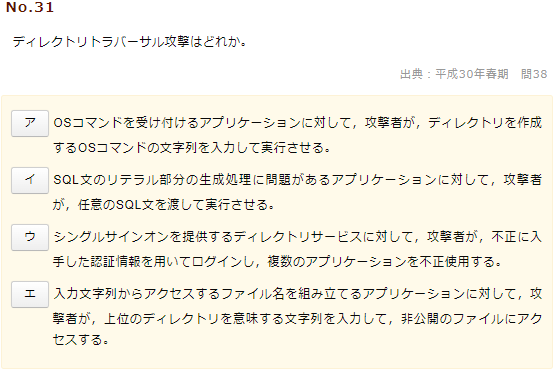 No.31
ディレクトリトラバーサル攻撃はどれか。
出典：平成30年春期　問38
ア OSコマンドを受け付けるアプリケーションに対して，攻撃者が，ディレクトリを作成
するOSコマンドの文字列を入力して実行させる。
イ SQL文のリテラル部分の生成処理に問題があるアプリケーションに対して，攻撃者
が，任意のSQL文を渡して実行させる。
ウ シングルサインオンを提供するディレクトリサービスに対して，攻撃者が，不正に入
手した認証情報を用いてログインし，複数のアプリケーションを不正使用する。
エ 入力文字列からアクセスするファイル名を組み立てるアプリケーションに対して，攻
撃者が，上位のディレクトリを意味する文字列を入力して，非公開のファイルにアク
セスする。